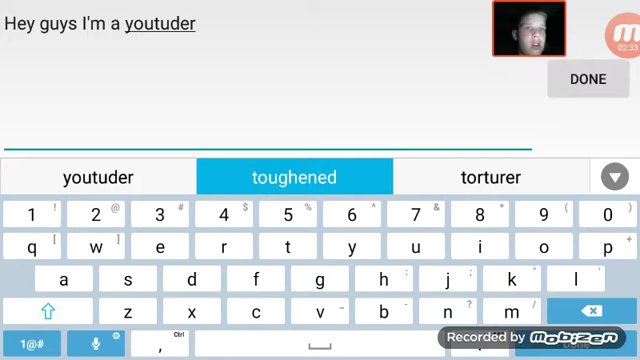 Hey guys I'm a youtuder
02:33
DONE
youtuder toughened torturer
1 ! 2 @ 3 # 4 $ 5 % 6 ^ 7 & 8 * 9 ( 0 )
q [ w ] e r t y u i o p +
a s d f g h : j ; k l
z x c v b n ? m /
1@# Ctrl ,
Recorded by Mobizen